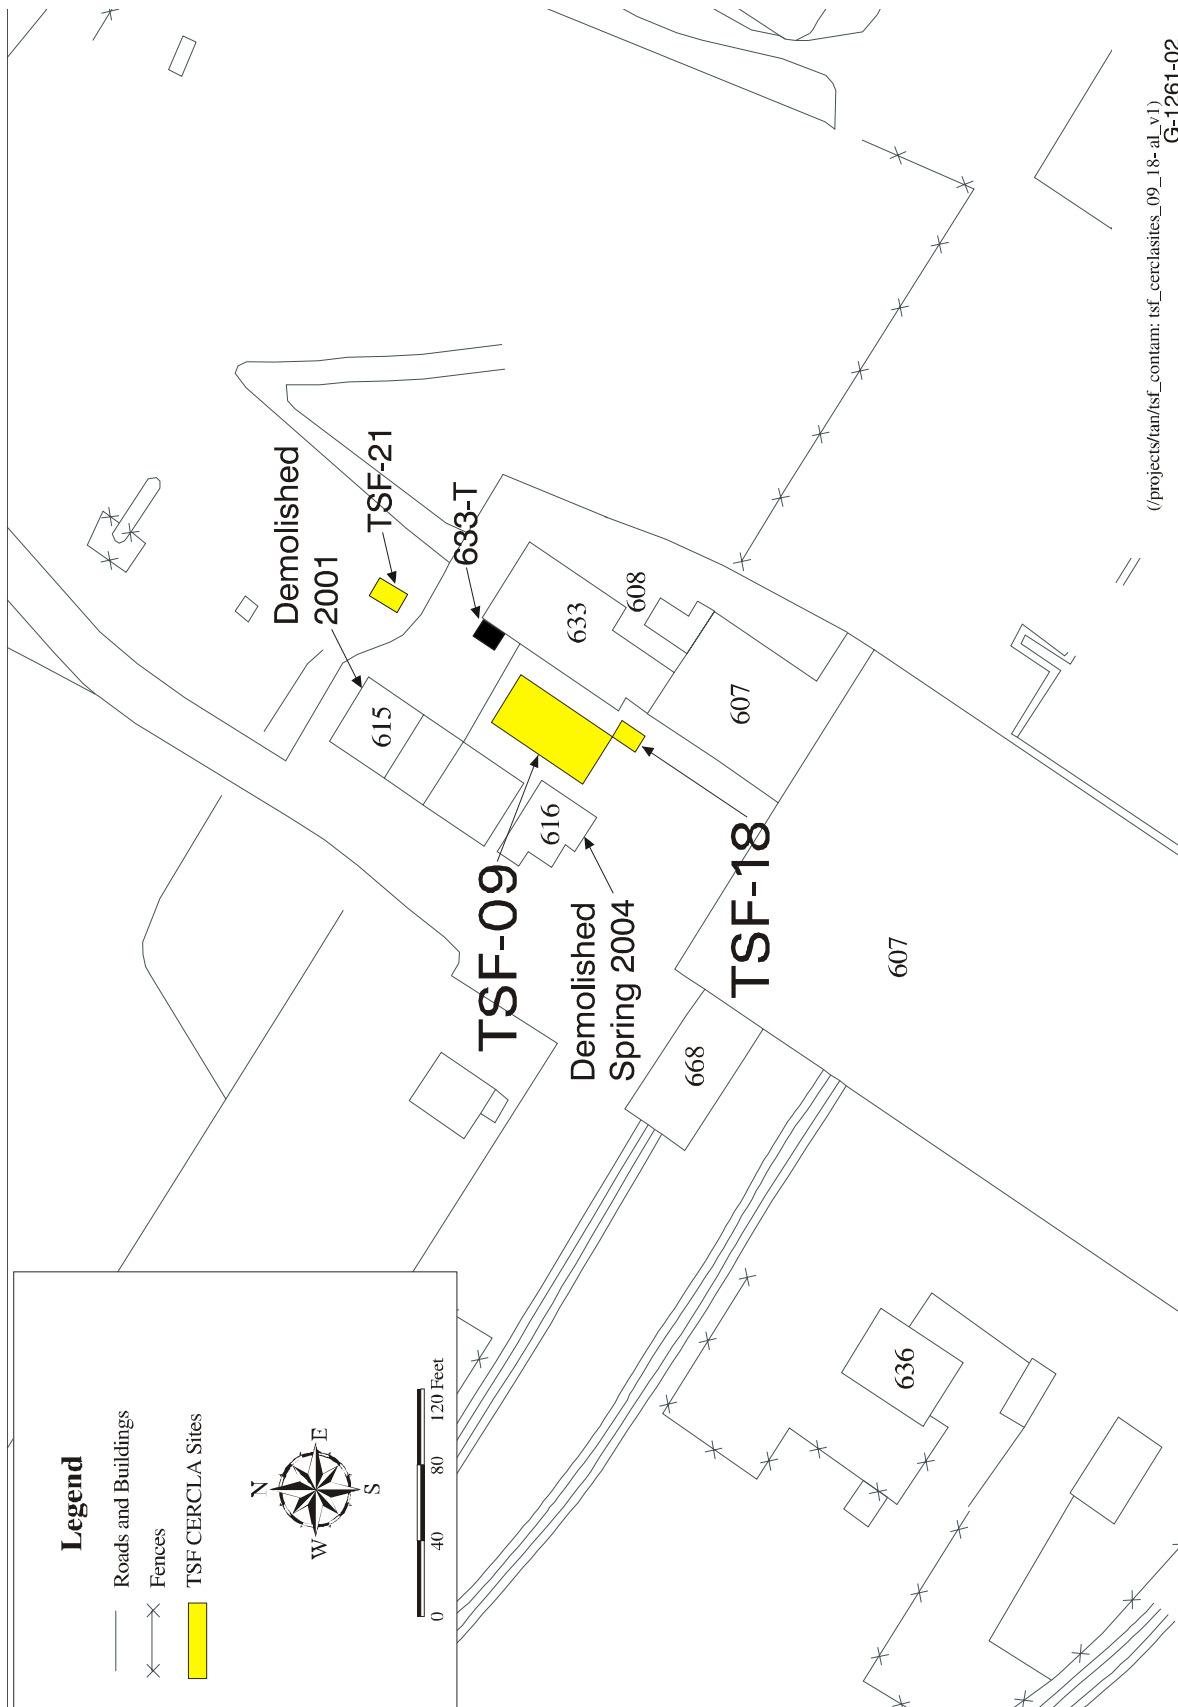 Legend
Roads and Buildings
Fences
TSF CERCLA Sites
N
W
E
S
0 40 80 120 Feet
Demolished
2001
TSF-21
633-T
615
633
608
616
607
TSF-09
TSF-18
Demolished
Spring 2004
668
607
636
(/projects/tan/tsf_contam: tsf_cerclasites_09_18- al_v1)
G-1261-02